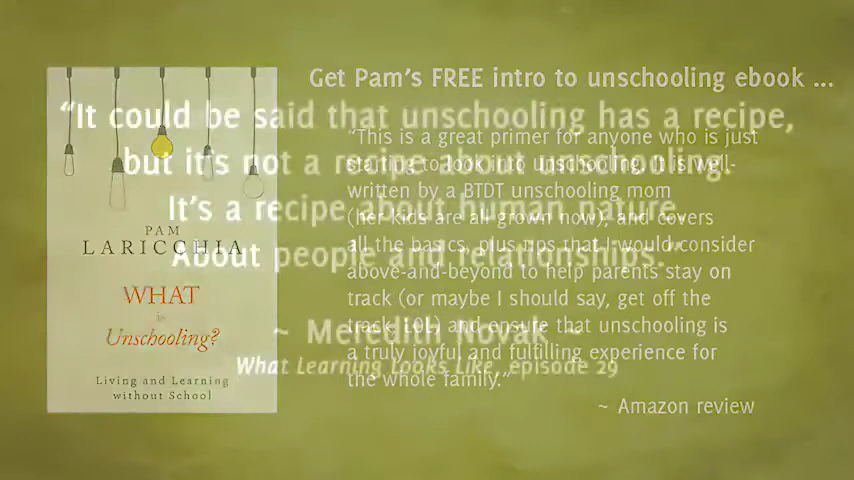 Get Pam's FREE intro to unschooling ebook ...
"It could be said that unschooling has a recipe,
but it's not a recipe about unschooling.
It's a recipe about human nature.
About people and relationships."
~ Meredith Novak ~
What Learning Looks Like, episode 29
"This is a great primer for anyone who is just
starting to look into unschooling. It is well-
written by a BTDT unschooling mom
(her kids are all grown now), and covers
all the basics, plus tips that I would consider
above-and-beyond to help parents stay on
track (or maybe I should say, get off the
track, LOL) and ensure that unschooling is
a truly joyful and fulfilling experience for
the whole family."
~ Amazon review
PAM
LARICCHIA
WHAT
is
Unschooling?
Living and Learning
without School